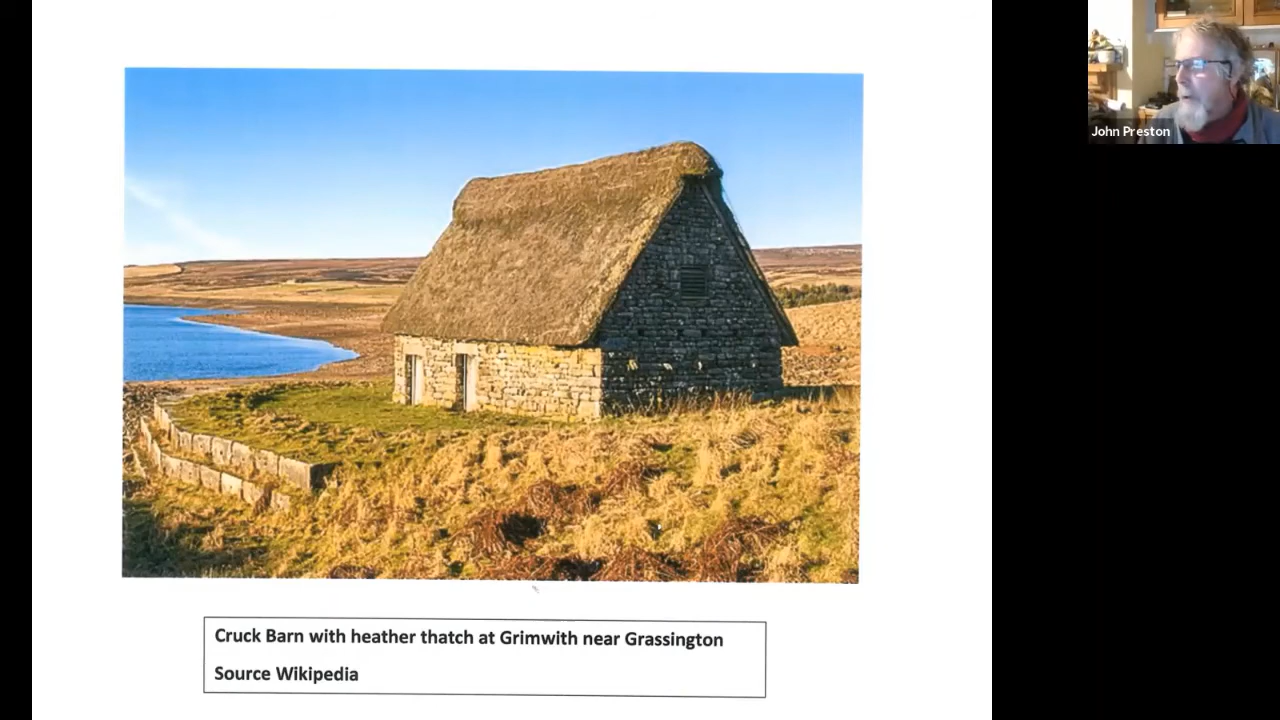 John Preston
Cruck Barn with heather thatch at Grimwith near Grassington
Source Wikipedia